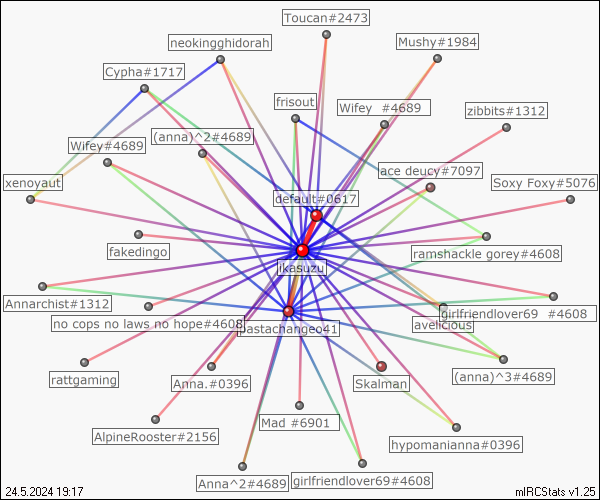 Toucan#2473
neokingghidorah
Mushy#1984
Cypha#1717
frisout
Wifey #4689
zibbits#1312
(anna)^2#4689
Wifey#4689
ace deucy#7097
xenoyaut
Soxy Foxy#5076
default#0617
fakedingo
ramshackle gorey#4608
ikasuzu
Annarchist#1312
girlfriendlover69 #4608
no cops no laws no hope#4608
avelicious
pastachangeo41
rattgaming
Anna.#0396
Skalman
(anna)^3#4689
Mad #6901
AlpineRooster#2156
hypomanianna#0396
Anna^2#4689
girlfriendlover69#4608
24.5.2024 19:17
mIRCStats v1.25